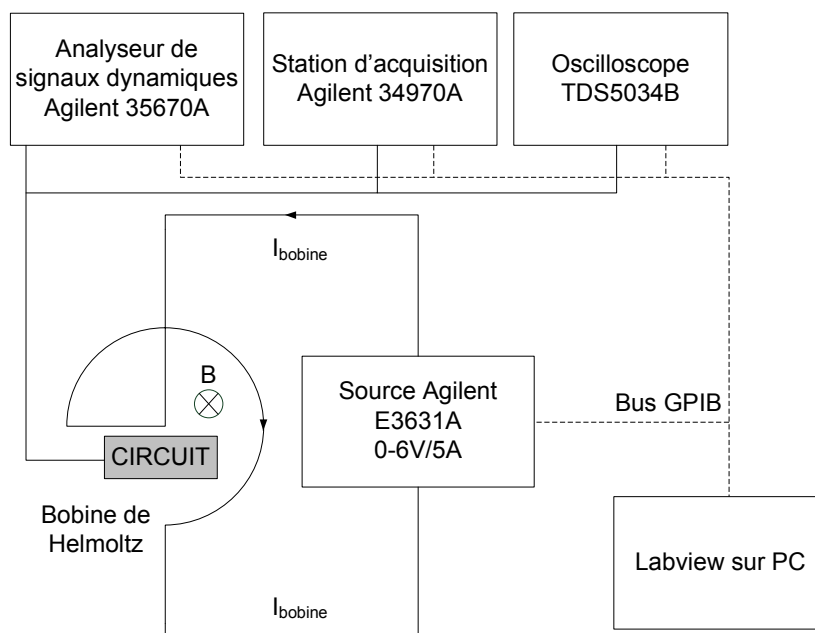 Analyseur de
signaux dynamiques
Agilent 35670A
Station d'acquisition
Agilent 34970A
Oscilloscope
TDS5034B
Ibobine
B
Source Agilent
E3631A
0-6V/5A
Bus GPIB
CIRCUIT
Bobine de
Helmoltz
Labview sur PC
Ibobine